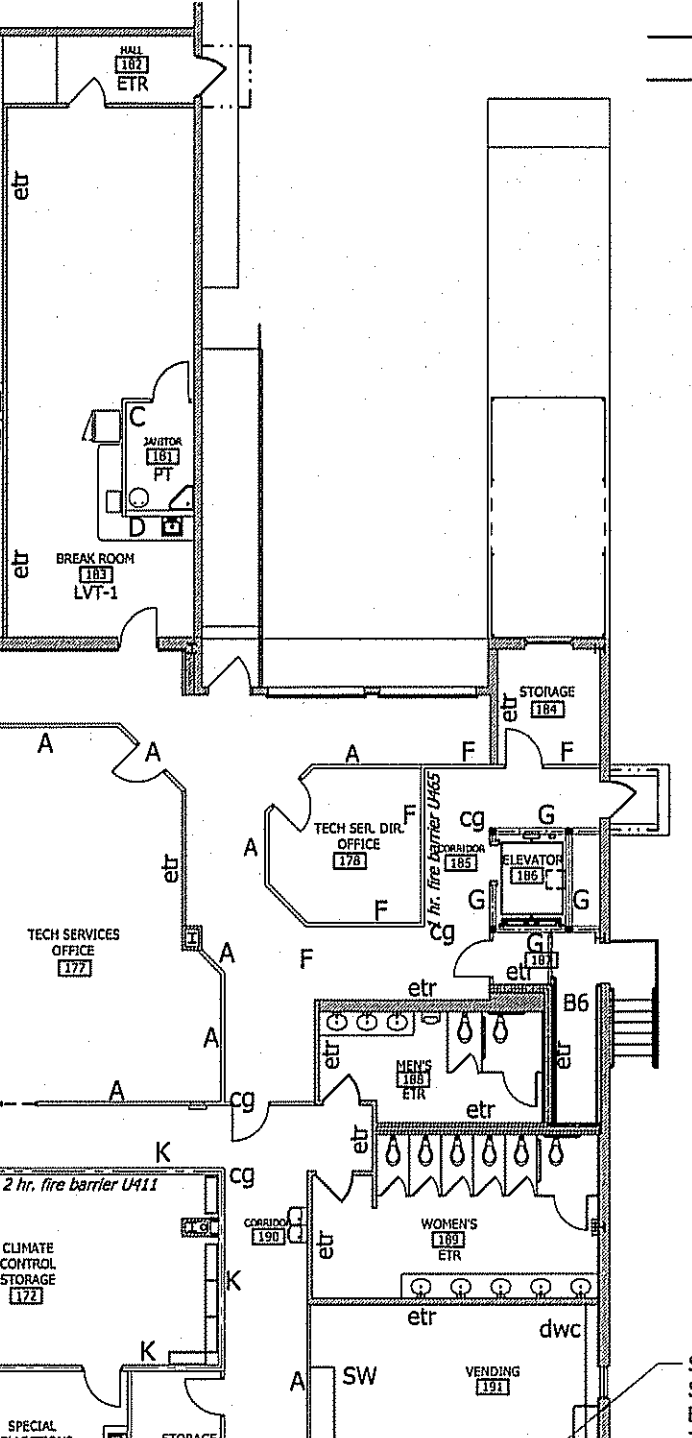 HALL
182
ETR
etr
C
JANITOR
181
PT
D
etr
BREAK ROOM
183
LVT-1
STORAGE
184
etr
A
A
A
F
F
TECH SER. DIR.
OFFICE
178
F
1 hr. fire barrier U465
cg
G
CORRIDOR
185
ELEVATOR
186
A
etr
G
G
F
cg
TECH SERVICES
OFFICE
177
A
F
G
187
etr
etr
B6
A
etr
MEN'S
188
ETR
etr
etr
A
cg
etr
K
2 hr. fire barrier U411
cg
CORRIDOR
190
etr
WOMEN'S
189
ETR
CLIMATE
CONTROL
STORAGE
172
K
etr
dwc
K
A
SW
VENDING
191
SPECIAL
STORAGE